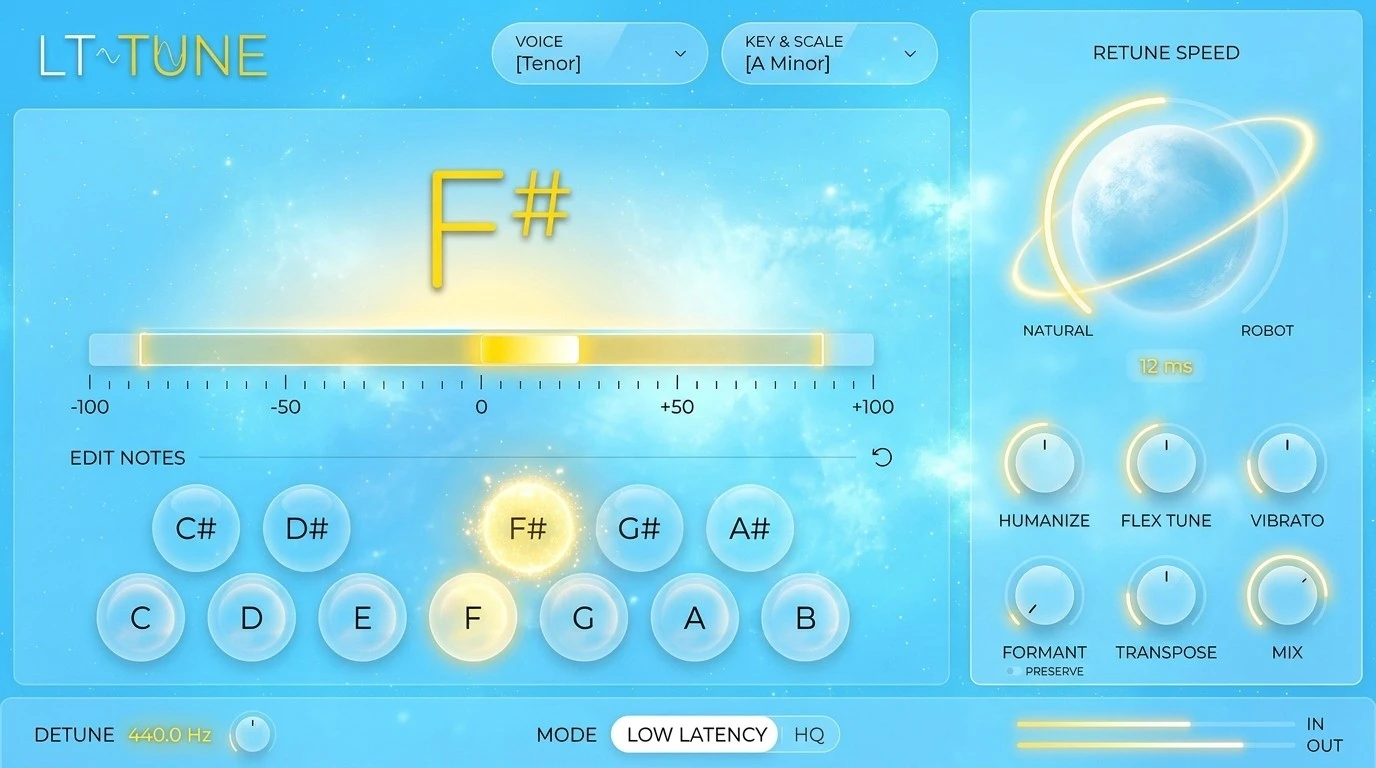 LT~TUNE
VOICE
[Tenor]
KEY & SCALE
[A Minor]
RETUNE SPEED
F#
NATURAL
ROBOT
12 ms
-100
-50
0
+50
+100
EDIT NOTES
C#
D#
F#
G#
A#
C
D
E
F
G
A
B
HUMANIZE
FLEX TUNE
VIBRATO
FORMANT
TRANSPOSE
MIX
PRESERVE
DETUNE 440.0 Hz
MODE
LOW LATENCY
HQ
IN
OUT